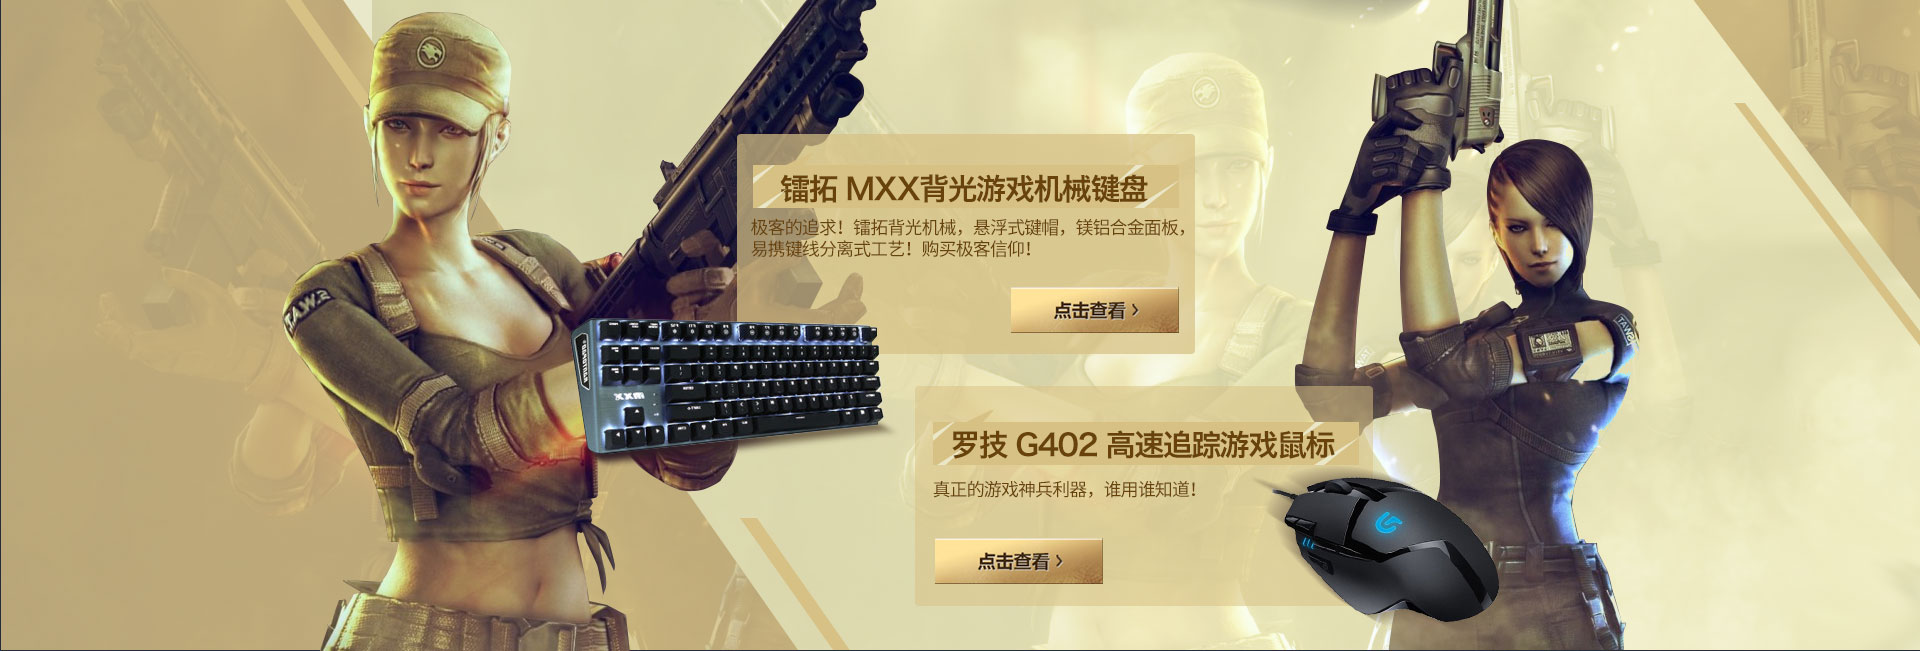 镭拓 MXX背光游戏机械键盘
极客的追求！镭拓背光机械，悬浮式键帽，镁铝合金面板，
易携键线分离式工艺！购买极客信仰！
点击查看 >
罗技 G402 高速追踪游戏鼠标
真正的游戏神兵利器，谁用谁知道！
点击查看 >